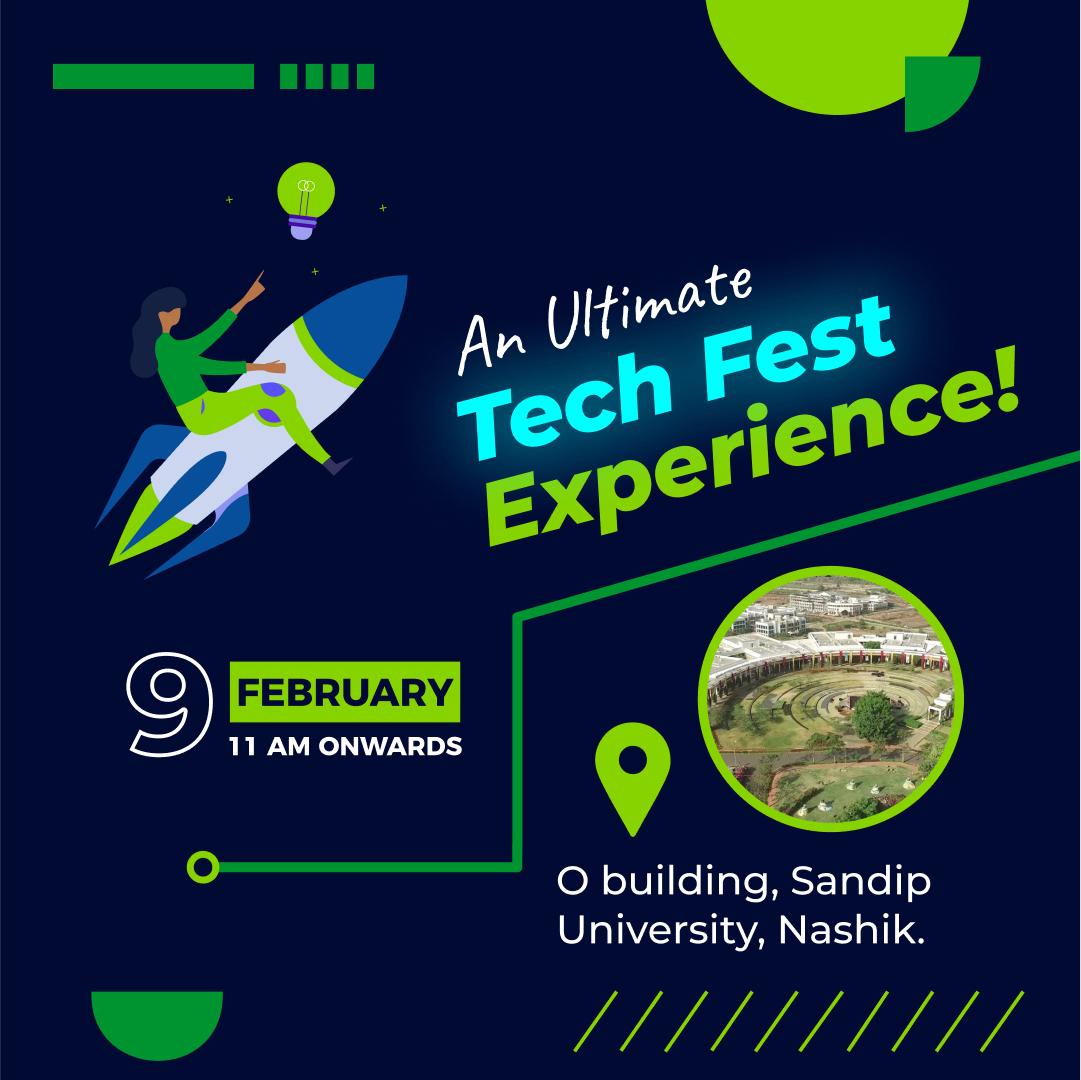 An Ultimate
Tech Fest
Experience!
9 FEBRUARY
11 AM ONWARDS
O building, Sandip
University, Nashik.